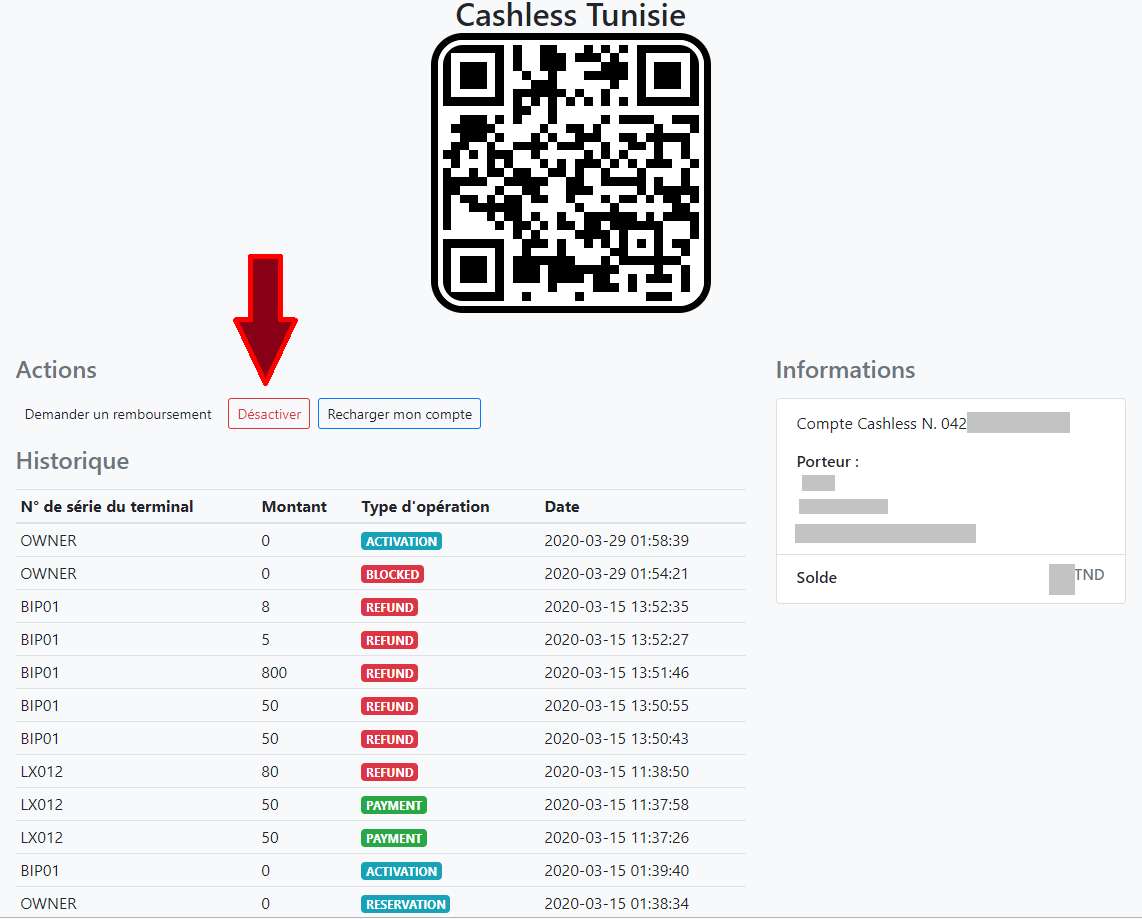 Cashless Tunisie
Actions
Demander un remboursement Désactiver Recharger mon compte
Historique
N° de série du terminal Montant Type d'opération Date
OWNER 0 ACTIVATION 2020-03-29 01:58:39
OWNER 0 BLOCKED 2020-03-29 01:54:21
BIP01 8 REFUND 2020-03-15 13:52:35
BIP01 5 REFUND 2020-03-15 13:52:27
BIP01 800 REFUND 2020-03-15 13:51:46
BIP01 50 REFUND 2020-03-15 13:50:55
BIP01 50 REFUND 2020-03-15 13:50:43
LX012 80 REFUND 2020-03-15 11:38:50
LX012 50 PAYMENT 2020-03-15 11:37:58
LX012 50 PAYMENT 2020-03-15 11:37:26
BIP01 0 ACTIVATION 2020-03-15 01:39:40
OWNER 0 RESERVATION 2020-03-15 01:38:34
Informations
Compte Cashless N. 042
Porteur :
Solde TND